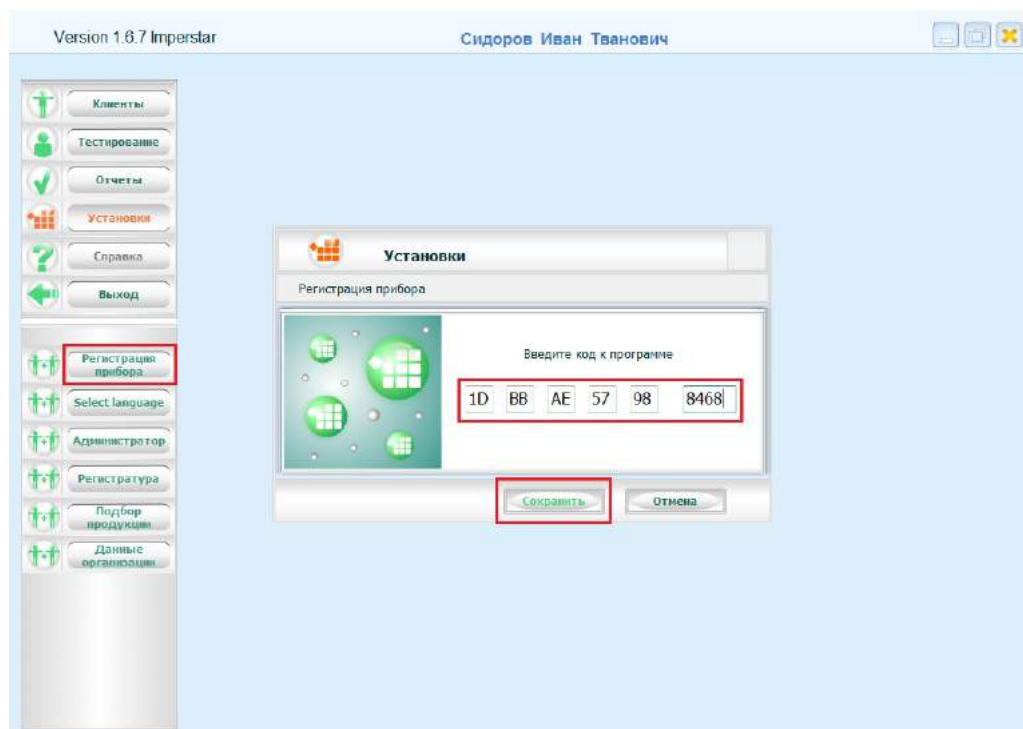 Version 1.6.7 Imperstar
Сидоров Иван Тванович
Клиенты
Тестирование
Отчеты
Установки
Справка
Выход
Регистрация
прибора
Select language
Администратор
Регистратура
Подбор
продукции
Данные
организации
Установки
Регистрация прибора
Введите код к программе
1D BB AE 57 98 8468
Сохранить
Отмена